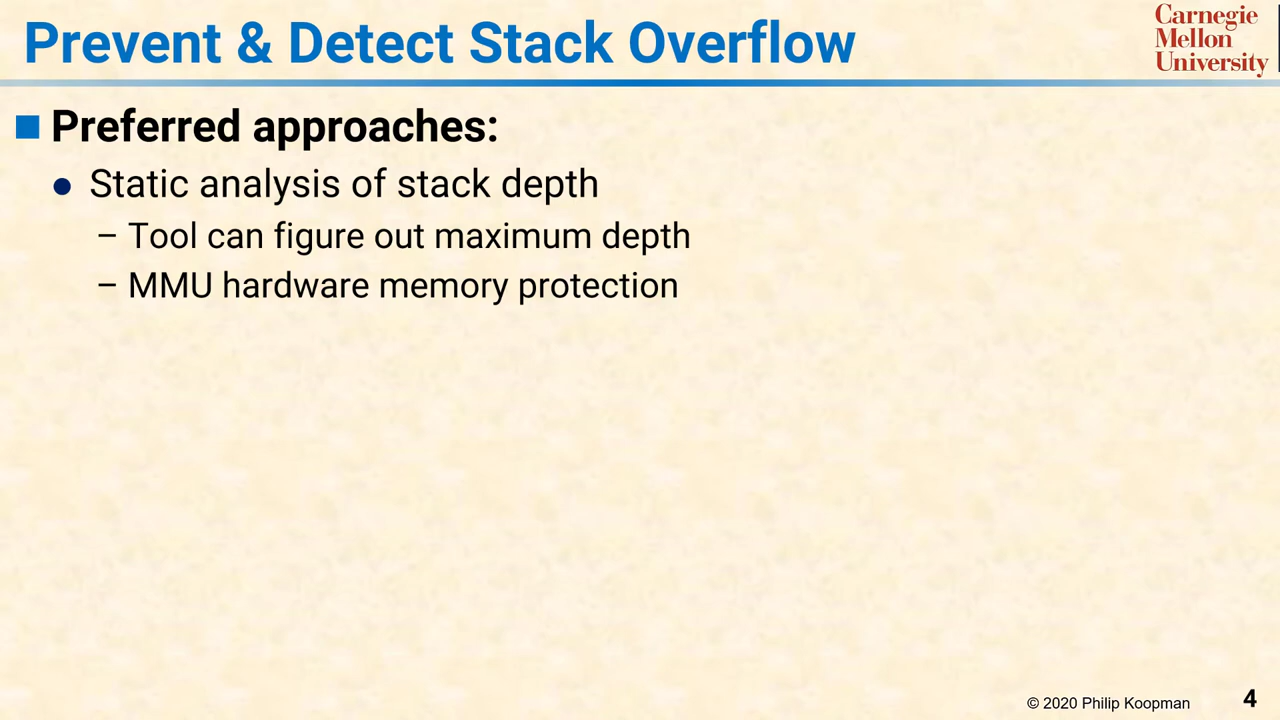 Prevent & Detect Stack Overflow
Carnegie
Mellon
University
Preferred approaches:
Static analysis of stack depth
– Tool can figure out maximum depth
– MMU hardware memory protection
© 2020 Philip Koopman
4